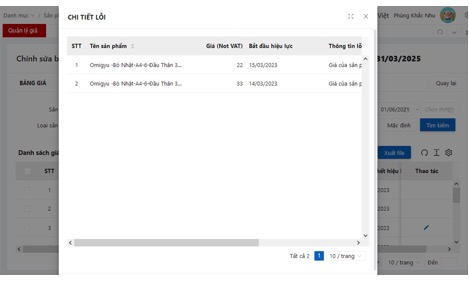 Danh mục
Việt Phùng Khắc Nhu
Quản lý giá
CHI TIẾT LỖI
Chỉnh sửa b
31/03/2025
BẢNG GIÁ
Quay lại
STT Tên sản phẩm Giá (Not VAT) Bắt đầu hiệu lực Thông tin lỗ
1 Omigyu -Bò Nhật-A4-6-Đầu Thăn 3... 22 15/03/2023 Giá của sản p
2 Omigyu -Bò Nhật-A4-6-Đầu Thăn 3... 33 14/03/2023 Giá của sản p
Sản
01/06/2021
Loại sản
Mặc định Tìm kiếm
Danh sách giá
Xuất file
STT
hết hiệu Thao tác
1
2023
2
2023
3
2023
Tất cả 2 1 10 / trang
10 / trang Đến